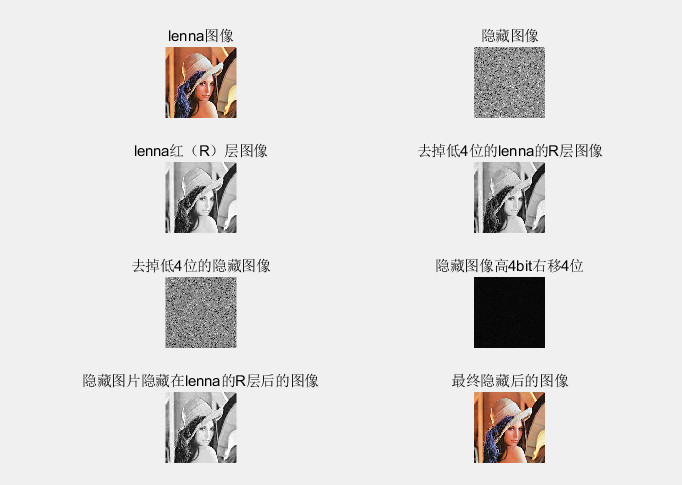 lenna图像
隐藏图像
lenna红（R）层图像
去掉低4位的lenna的R层图像
去掉低4位的隐藏图像
隐藏图像高4bit右移4位
隐藏图片隐藏在lenna的R层后的图像
最终隐藏后的图像